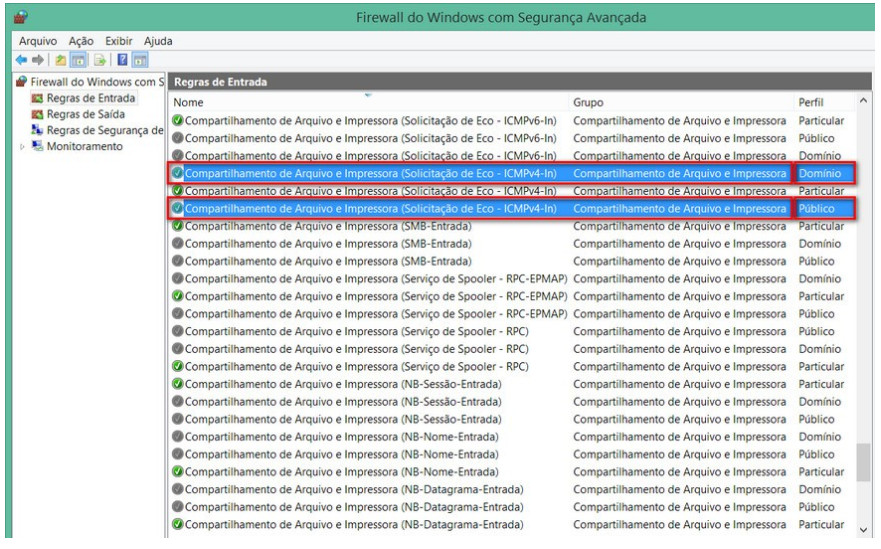 Firewall do Windows com Segurança Avançada
Arquivo Ação Exibir Ajuda
Firewall do Windows com S
Regras de Entrada
Regras de Saída
Regras de Segurança de
Monitoramento
Regras de Entrada
Nome Grupo Perfil
Compartilhamento de Arquivo e Impressora (Solicitação de Eco - ICMPv6-In) Compartilhamento de Arquivo e Impressora Particular
Compartilhamento de Arquivo e Impressora (Solicitação de Eco - ICMPv6-In) Compartilhamento de Arquivo e Impressora Público
Compartilhamento de Arquivo e Impressora (Solicitação de Eco - ICMPv6-In) Compartilhamento de Arquivo e Impressora Domínio
Compartilhamento de Arquivo e Impressora (Solicitação de Eco - ICMPv4-In) Compartilhamento de Arquivo e Impressora Domínio
Compartilhamento de Arquivo e Impressora (Solicitação de Eco - ICMPv4-In) Compartilhamento de Arquivo e Impressora Particular
Compartilhamento de Arquivo e Impressora (Solicitação de Eco - ICMPv4-In) Compartilhamento de Arquivo e Impressora Público
Compartilhamento de Arquivo e Impressora (SMB-Entrada) Compartilhamento de Arquivo e Impressora Particular
Compartilhamento de Arquivo e Impressora (SMB-Entrada) Compartilhamento de Arquivo e Impressora Domínio
Compartilhamento de Arquivo e Impressora (SMB-Entrada) Compartilhamento de Arquivo e Impressora Público
Compartilhamento de Arquivo e Impressora (Serviço de Spooler - RPC-EPMAP) Compartilhamento de Arquivo e Impressora Domínio
Compartilhamento de Arquivo e Impressora (Serviço de Spooler - RPC-EPMAP) Compartilhamento de Arquivo e Impressora Particular
Compartilhamento de Arquivo e Impressora (Serviço de Spooler - RPC-EPMAP) Compartilhamento de Arquivo e Impressora Público
Compartilhamento de Arquivo e Impressora (Serviço de Spooler - RPC) Compartilhamento de Arquivo e Impressora Público
Compartilhamento de Arquivo e Impressora (Serviço de Spooler - RPC) Compartilhamento de Arquivo e Impressora Domínio
Compartilhamento de Arquivo e Impressora (Serviço de Spooler - RPC) Compartilhamento de Arquivo e Impressora Particular
Compartilhamento de Arquivo e Impressora (NB-Sessão-Entrada) Compartilhamento de Arquivo e Impressora Particular
Compartilhamento de Arquivo e Impressora (NB-Sessão-Entrada) Compartilhamento de Arquivo e Impressora Domínio
Compartilhamento de Arquivo e Impressora (NB-Sessão-Entrada) Compartilhamento de Arquivo e Impressora Público
Compartilhamento de Arquivo e Impressora (NB-Nome-Entrada) Compartilhamento de Arquivo e Impressora Domínio
Compartilhamento de Arquivo e Impressora (NB-Nome-Entrada) Compartilhamento de Arquivo e Impressora Público
Compartilhamento de Arquivo e Impressora (NB-Nome-Entrada) Compartilhamento de Arquivo e Impressora Particular
Compartilhamento de Arquivo e Impressora (NB-Datagrama-Entrada) Compartilhamento de Arquivo e Impressora Domínio
Compartilhamento de Arquivo e Impressora (NB-Datagrama-Entrada) Compartilhamento de Arquivo e Impressora Público
Compartilhamento de Arquivo e Impressora (NB-Datagrama-Entrada) Compartilhamento de Arquivo e Impressora Particular